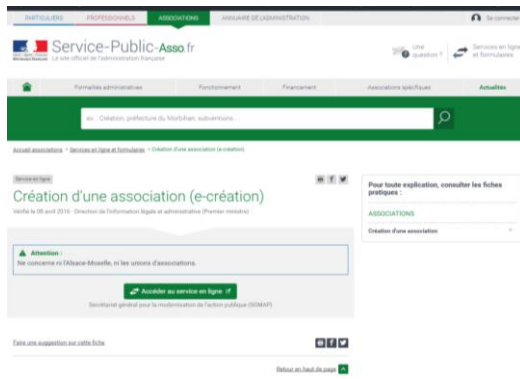 PARTICULIERS PROFESSIONNELS ASSOCIATIONS ANNUAIRE DE L'ADMINISTRATION Se connecter
Service-Public-Asso.fr
Le site officiel de l'administration française
Une question ?
Services en ligne et formulaires
Formalités administratives Fonctionnement Financement Associations spécifiques Actualités
ex. : Création, préfecture du Morbihan, subventions...
Accueil associations > Services en ligne et formulaires > Création d'une association (e-création)
Service en ligne
Création d'une association (e-création)
Vérifié le 08 avril 2016 - Direction de l'information légale et administrative (Premier ministre)
Attention :
Ne concerne ni l'Alsace-Moselle, ni les unions d'associations.
Accéder au service en ligne
Secrétariat général pour la modernisation de l'action publique (SGMAP)
Faire une suggestion sur cette fiche
Retour en haut de page
Pour toute explication, consulter les fiches
pratiques :
ASSOCIATIONS
Création d'une association